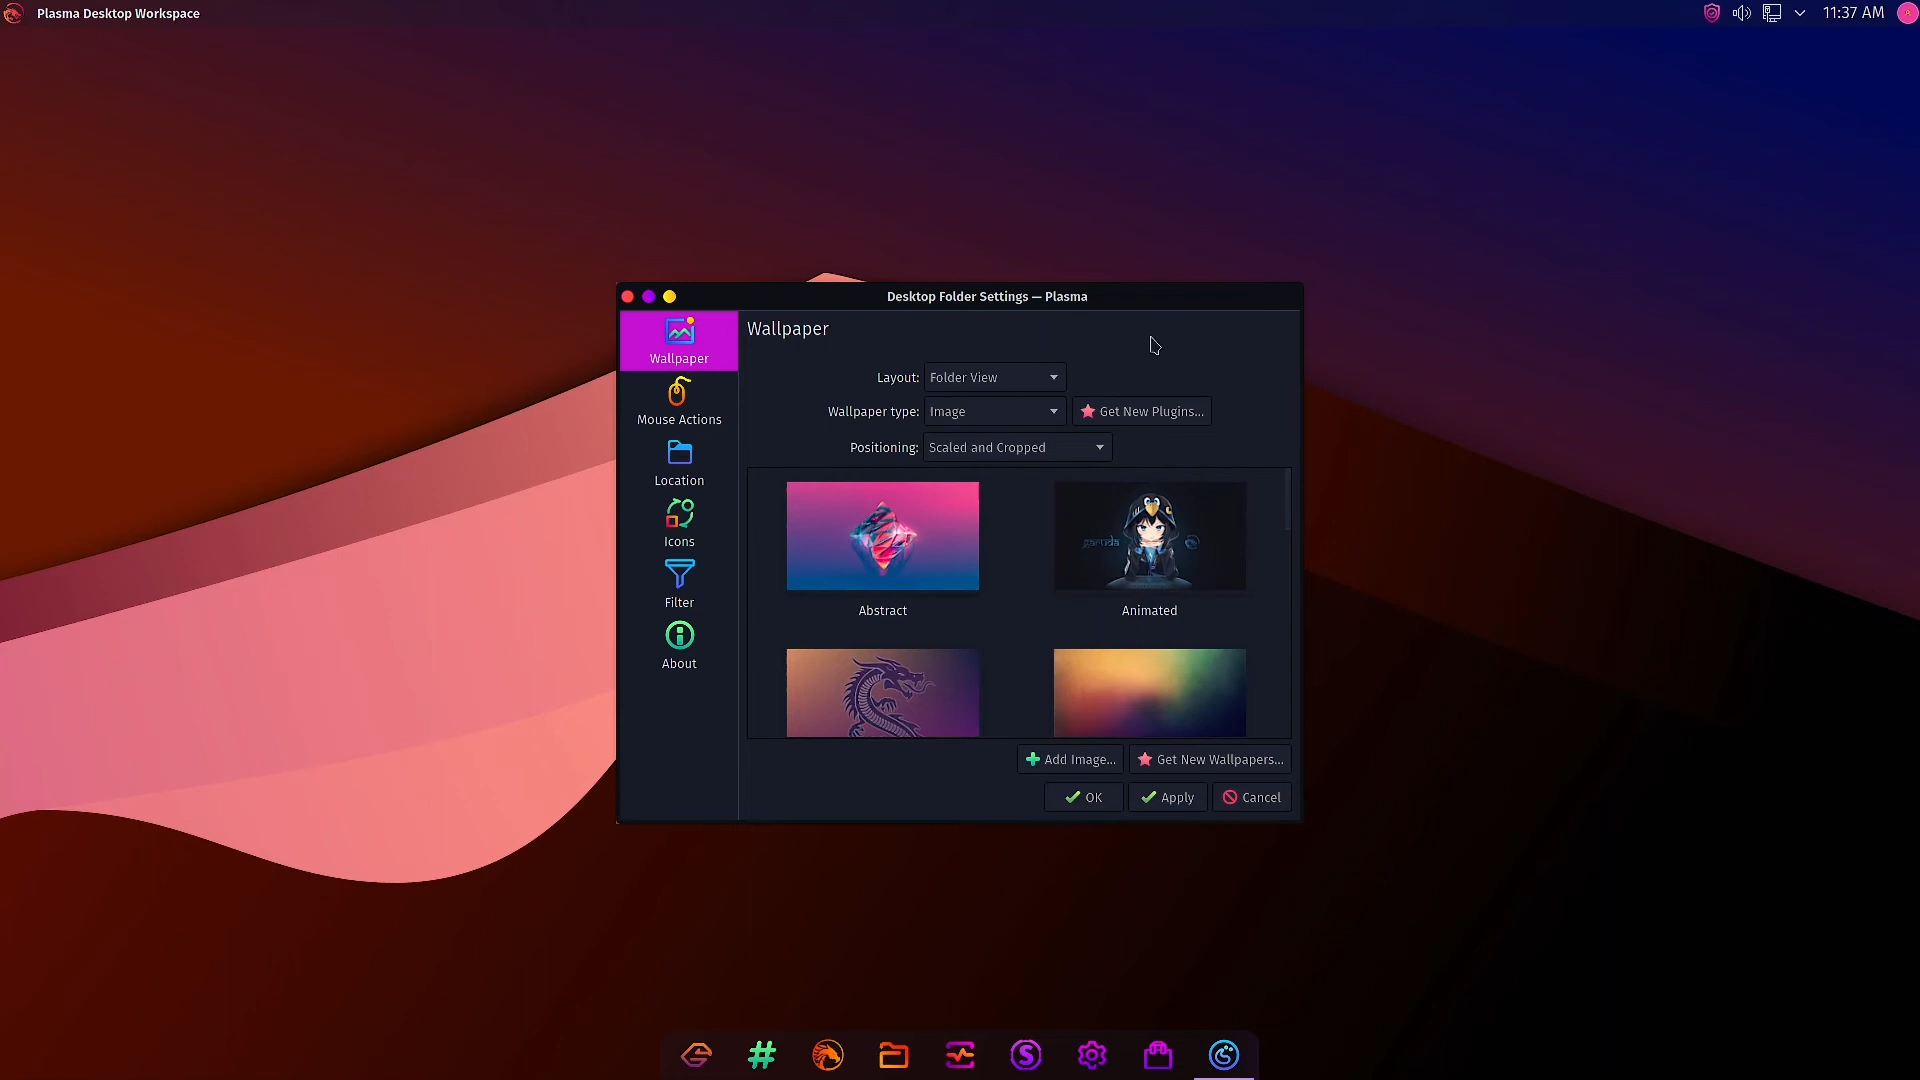 Plasma Desktop Workspace
11:37 AM
Desktop Folder Settings — Plasma
Wallpaper
Mouse Actions
Location
Icons
Filter
About
Wallpaper
Layout: Folder View
Wallpaper type: Image Get New Plugins...
Positioning: Scaled and Cropped
garuda
Abstract Animated
Add Image... Get New Wallpapers...
OK Apply Cancel